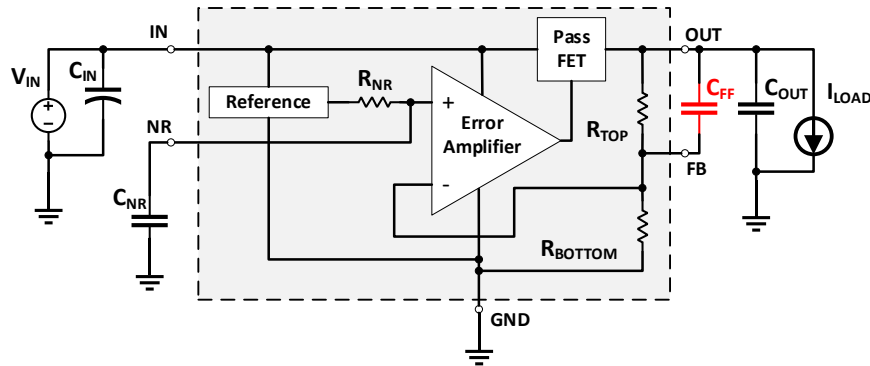 IN
Pass
FET
OUT
V_IN
C_IN
R_NR
C_FF
C_OUT
I_LOAD
Reference
+
Error
Amplifier
-
R_TOP
NR
FB
C_NR
R_BOTTOM
GND